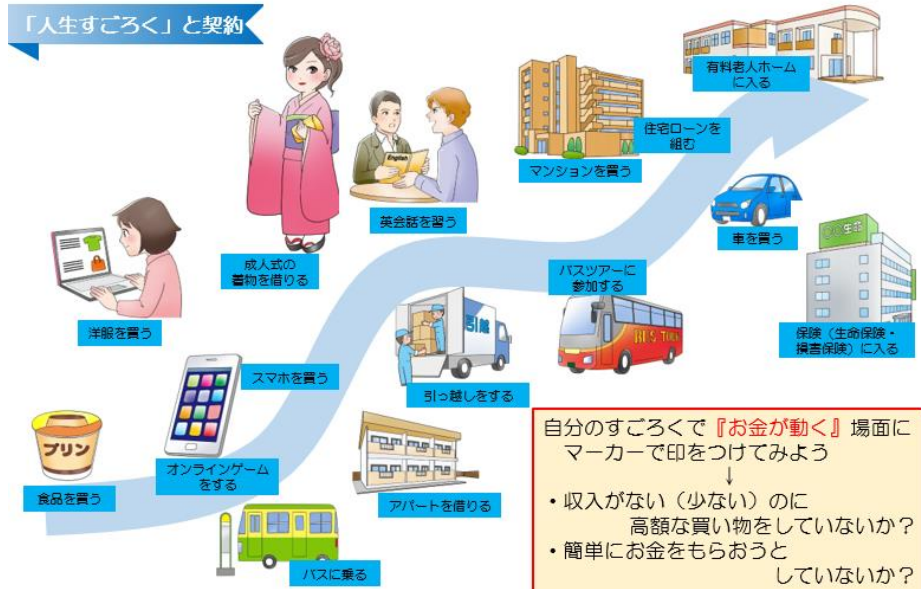 「人生すごろく」と契約
有料老人ホーム
に入る
住宅ローンを
組む
マンションを買う
English
英会話を習う
成人式の
着物を借りる
車を買う
生命
保険（生命保険・
損害保険）に入る
バスツアーに
参加する
BUS-TOUR
引越
引っ越しをする
洋服を買う
スマホを買う
オンラインゲーム
をする
プリン
食品を買う
アパートを借りる
バスに乗る
自分のすごろくで『お金が動く』場面に
マーカーで印をつけてみよう
↓
・収入がない（少ない）のに
高額な買い物をしていないか？
・簡単にお金をもらおうと
していないか？